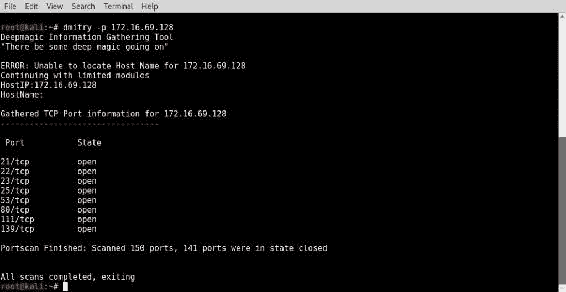 File Edit View Search Terminal Help
root@kali:~# dmitry -p 172.16.69.128
Deepmagic Information Gathering Tool
"There be some deep magic going on"
ERROR: Unable to locate Host Name for 172.16.69.128
Continuing with limited modules
HostIP:172.16.69.128
HostName:
Gathered TCP Port information for 172.16.69.128
---------------------------------
Port State
21/tcp open
22/tcp open
23/tcp open
25/tcp open
53/tcp open
80/tcp open
111/tcp open
139/tcp open
Portscan Finished: Scanned 150 ports, 141 ports were in state closed
All scans completed, exiting
root@kali:~#